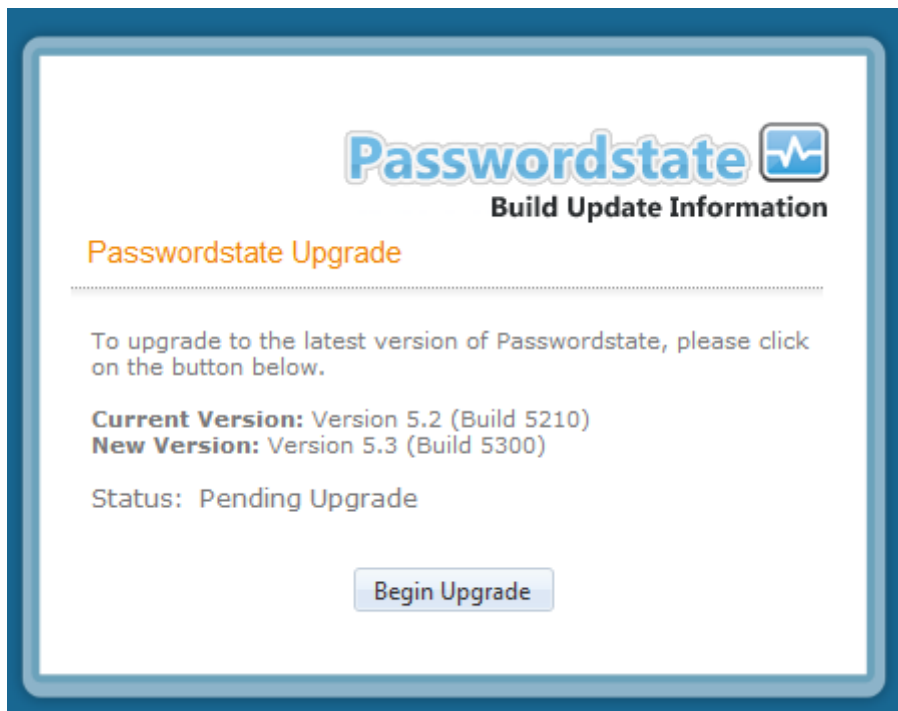 Passwordstate
Build Update Information
Passwordstate Upgrade
To upgrade to the latest version of Passwordstate, please click
on the button below.
Current Version: Version 5.2 (Build 5210)
New Version: Version 5.3 (Build 5300)
Status: Pending Upgrade
Begin Upgrade